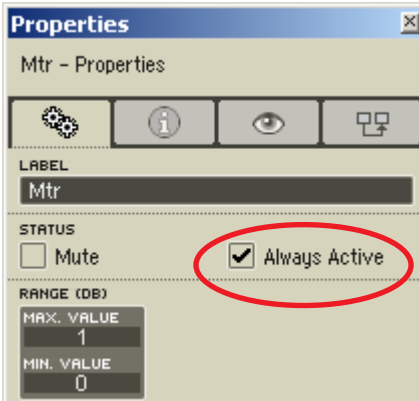 Properties
Mtr - Properties
LABEL
Mtr
STATUS
Mute Always Active
RANGE (DB)
MAX. VALUE
1
MIN. VALUE
0